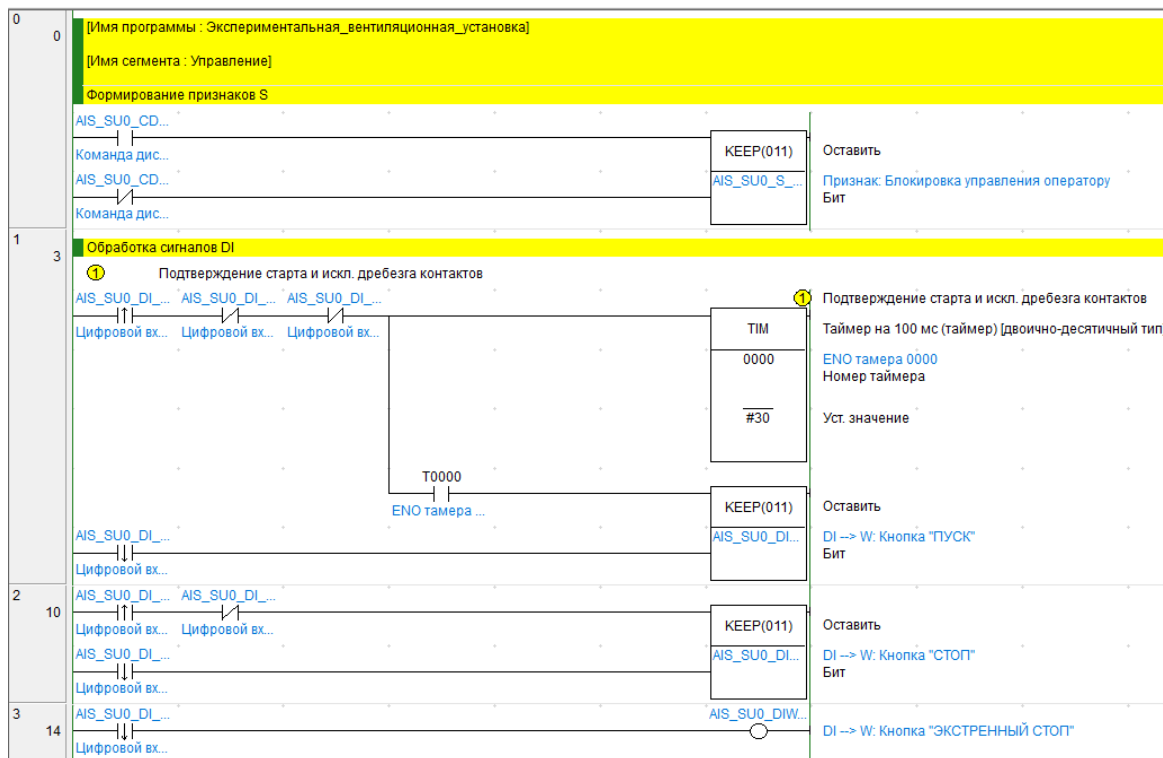 0
0
[Имя программы : Экспериментальная_вентиляционная_установка]
[Имя сегмента : Управление]
Формирование признаков S
AIS_SU0_CD...
Команда дис...
KEEP(011)
Оставить
AIS_SU0_CD...
AIS_SU0_S_...
Признак: Блокировка управления оператору
Бит
Команда дис...
1
3
Обработка сигналов DI
1 Подтверждение старта и искл. дребезга контактов
AIS_SU0_DI_... AIS_SU0_DI_... AIS_SU0_DI_...
1 Подтверждение старта и искл. дребезга контактов
Цифровой вх... Цифровой вх... Цифровой вх...
TIM
Таймер на 100 мс (таймер) [двоично-десятичный тип
0000
ENO тамера 0000
Номер таймера
#30
Уст. значение
T0000
ENO тамера ...
KEEP(011)
Оставить
AIS_SU0_DI_...
AIS_SU0_DI...
DI --> W: Кнопка "ПУСК"
Бит
Цифровой вх...
2
10
AIS_SU0_DI_... AIS_SU0_DI_...
Цифровой вх... Цифровой вх...
KEEP(011)
Оставить
AIS_SU0_DI_...
AIS_SU0_DI...
DI --> W: Кнопка "СТОП"
Бит
Цифровой вх...
3
14
AIS_SU0_DI_...
AIS_SU0_DIW...
DI --> W: Кнопка "ЭКСТРЕННЫЙ СТОП"
Цифровой вх...